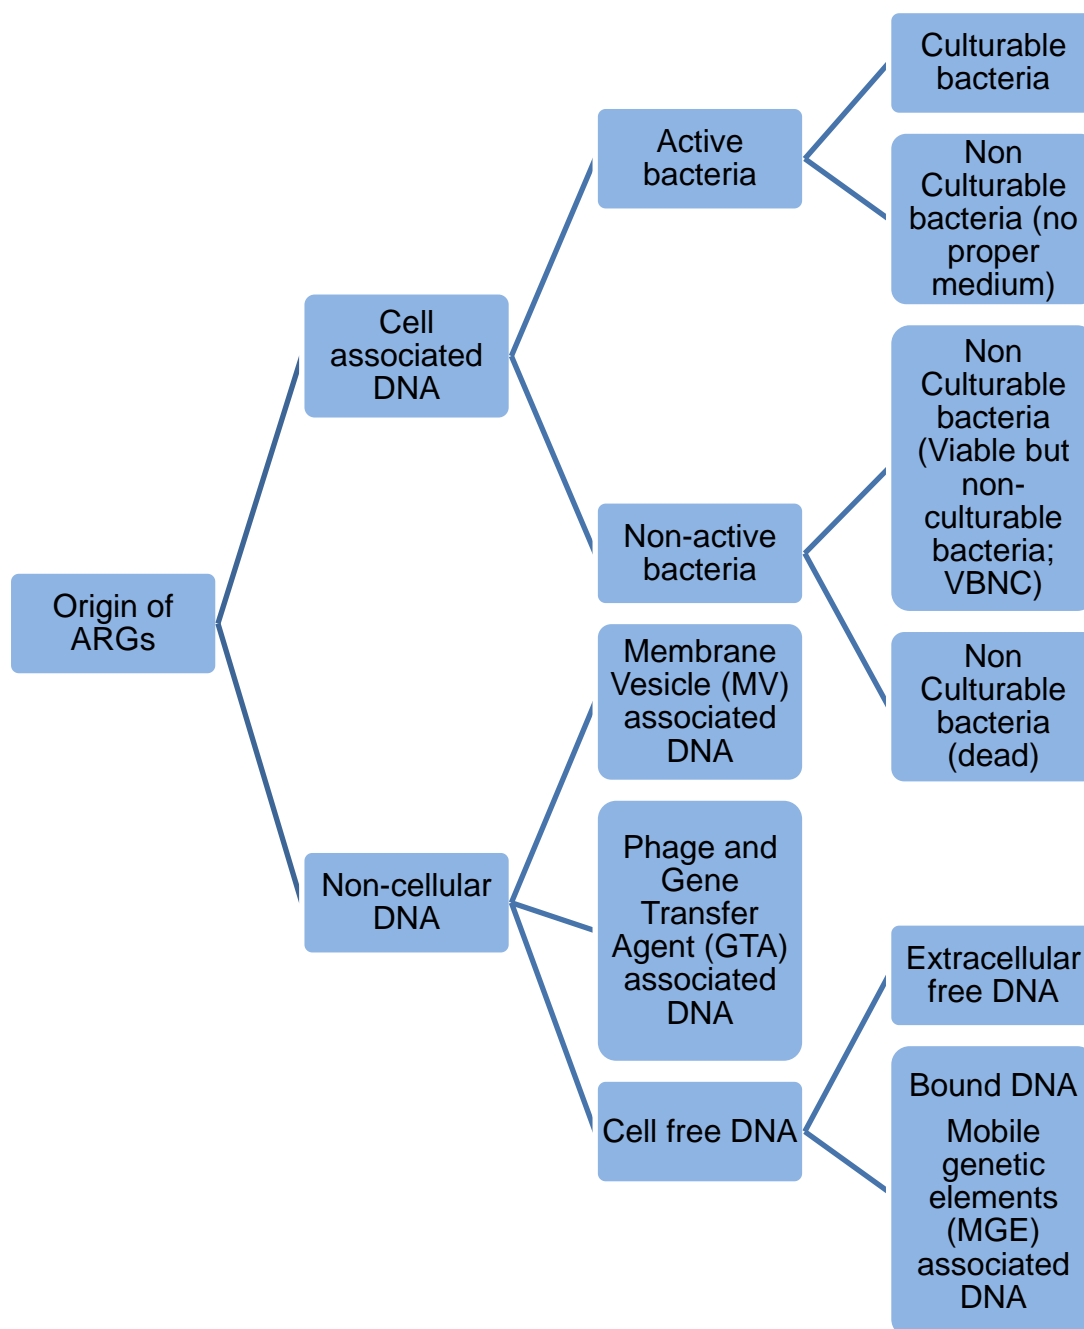 Origin of
ARGs
Cell
associated
DNA
Active
bacteria
Culturable
bacteria
Non
Culturable
bacteria (no
proper
medium)
Non-active
bacteria
Non
Culturable
bacteria
(Viable but
non-
culturable
bacteria;
VBNC)
Non
Culturable
bacteria
(dead)
Non-cellular
DNA
Membrane
Vesicle (MV)
associated
DNA
Phage and
Gene
Transfer
Agent (GTA)
associated
DNA
Cell free DNA
Extracellular
free DNA
Bound DNA
Mobile
genetic
elements
(MGE)
associated
DNA